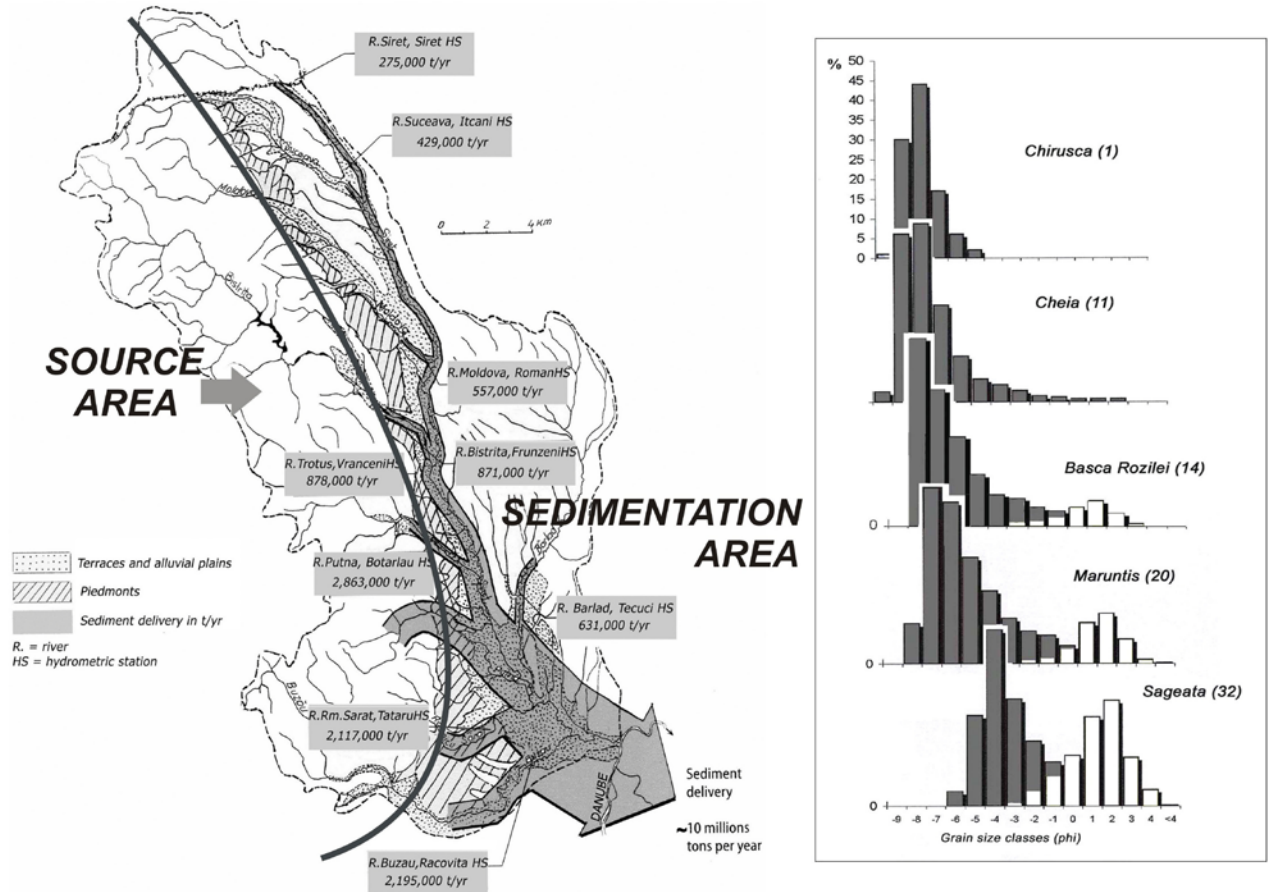 R.Siret, Siret HS
275,000 t/yr
R.Suceava, Itcani HS
429,000 t/yr
Suceava
Moldova
Siret
0 2 4 KM
Bistrita
Moldova
SOURCE
AREA
R.Moldova, RomanHS
557,000 t/yr
R.Trotus,VranceniHS
878,000 t/yr
R.Bistrita,FrunzeniHS
871,000 t/yr
SEDIMENTATION
AREA
Terraces and alluvial plains
Piedmonts
Sediment delivery in t/yr
R. = river
HS = hydrometric station
R.Putna, Botarlau HS
2,863,000 t/yr
R. Barlad, Tecuci HS
631,000 t/yr
R.Rm.Sarat,TataruHS
2,117,000 t/yr
DANUBE
Sediment
delivery
~10 millions
tons per year
R.Buzau,Racovita HS
2,195,000 t/yr
%
50
45
40
35
30
25
20
15
10
5
0
Chirusca (1)
Cheia (11)
Basca Rozilei (14)
0
Maruntis (20)
0
Sageata (32)
0
-9 -8 -7 -6 -5 -4 -3 -2 -1 0 1 2 3 4 <4
Grain size classes (phi)